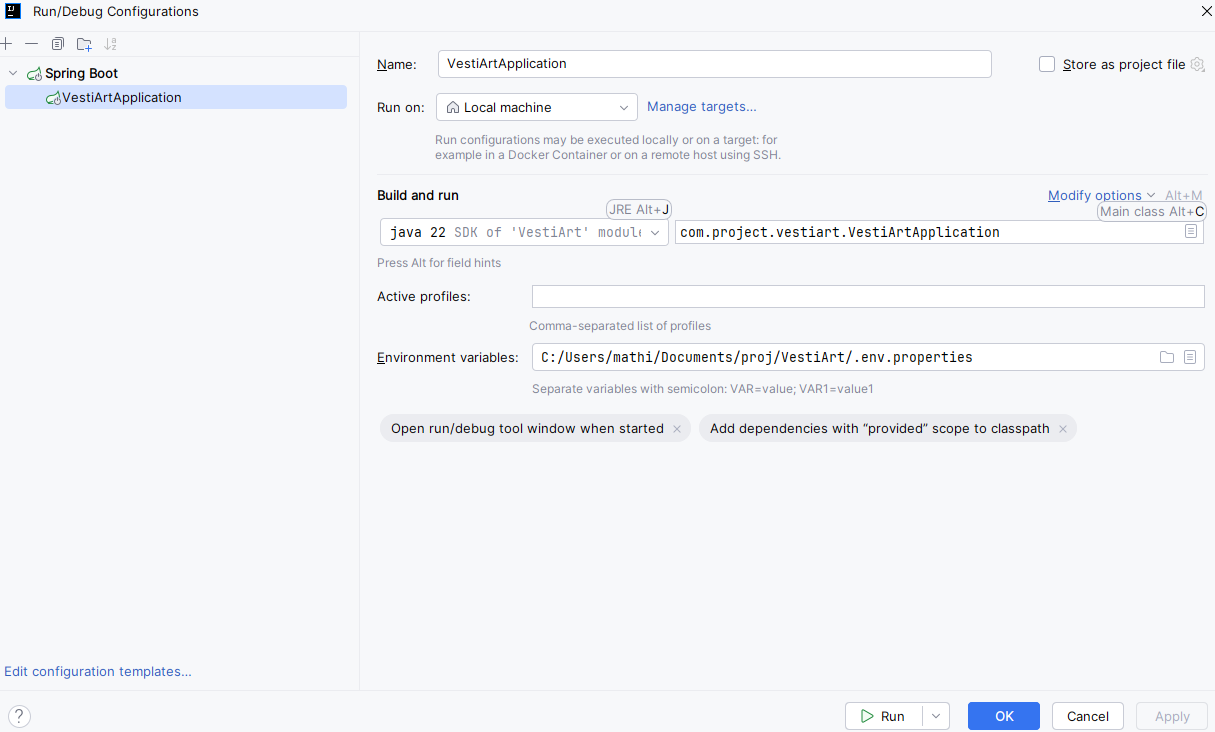 Run/Debug Configurations
Spring Boot
VestiArtApplication
Edit configuration templates...
Name:
VestiArtApplication
Store as project file
Run on:
Local machine
Manage targets...
Run configurations may be executed locally or on a target: for
example in a Docker Container or on a remote host using SSH.
Build and run
Modify options
Alt+M
JRE Alt+J
Main class Alt+C
java 22 SDK of 'VestiArt' module
com.project.vestiart.VestiArtApplication
Press Alt for field hints
Active profiles:
Comma-separated list of profiles
Environment variables:
C:/Users/mathi/Documents/proj/VestiArt/.env.properties
Separate variables with semicolon: VAR=value; VAR1=value1
Open run/debug tool window when started
Add dependencies with “provided” scope to classpath
?
Run
OK
Cancel
Apply